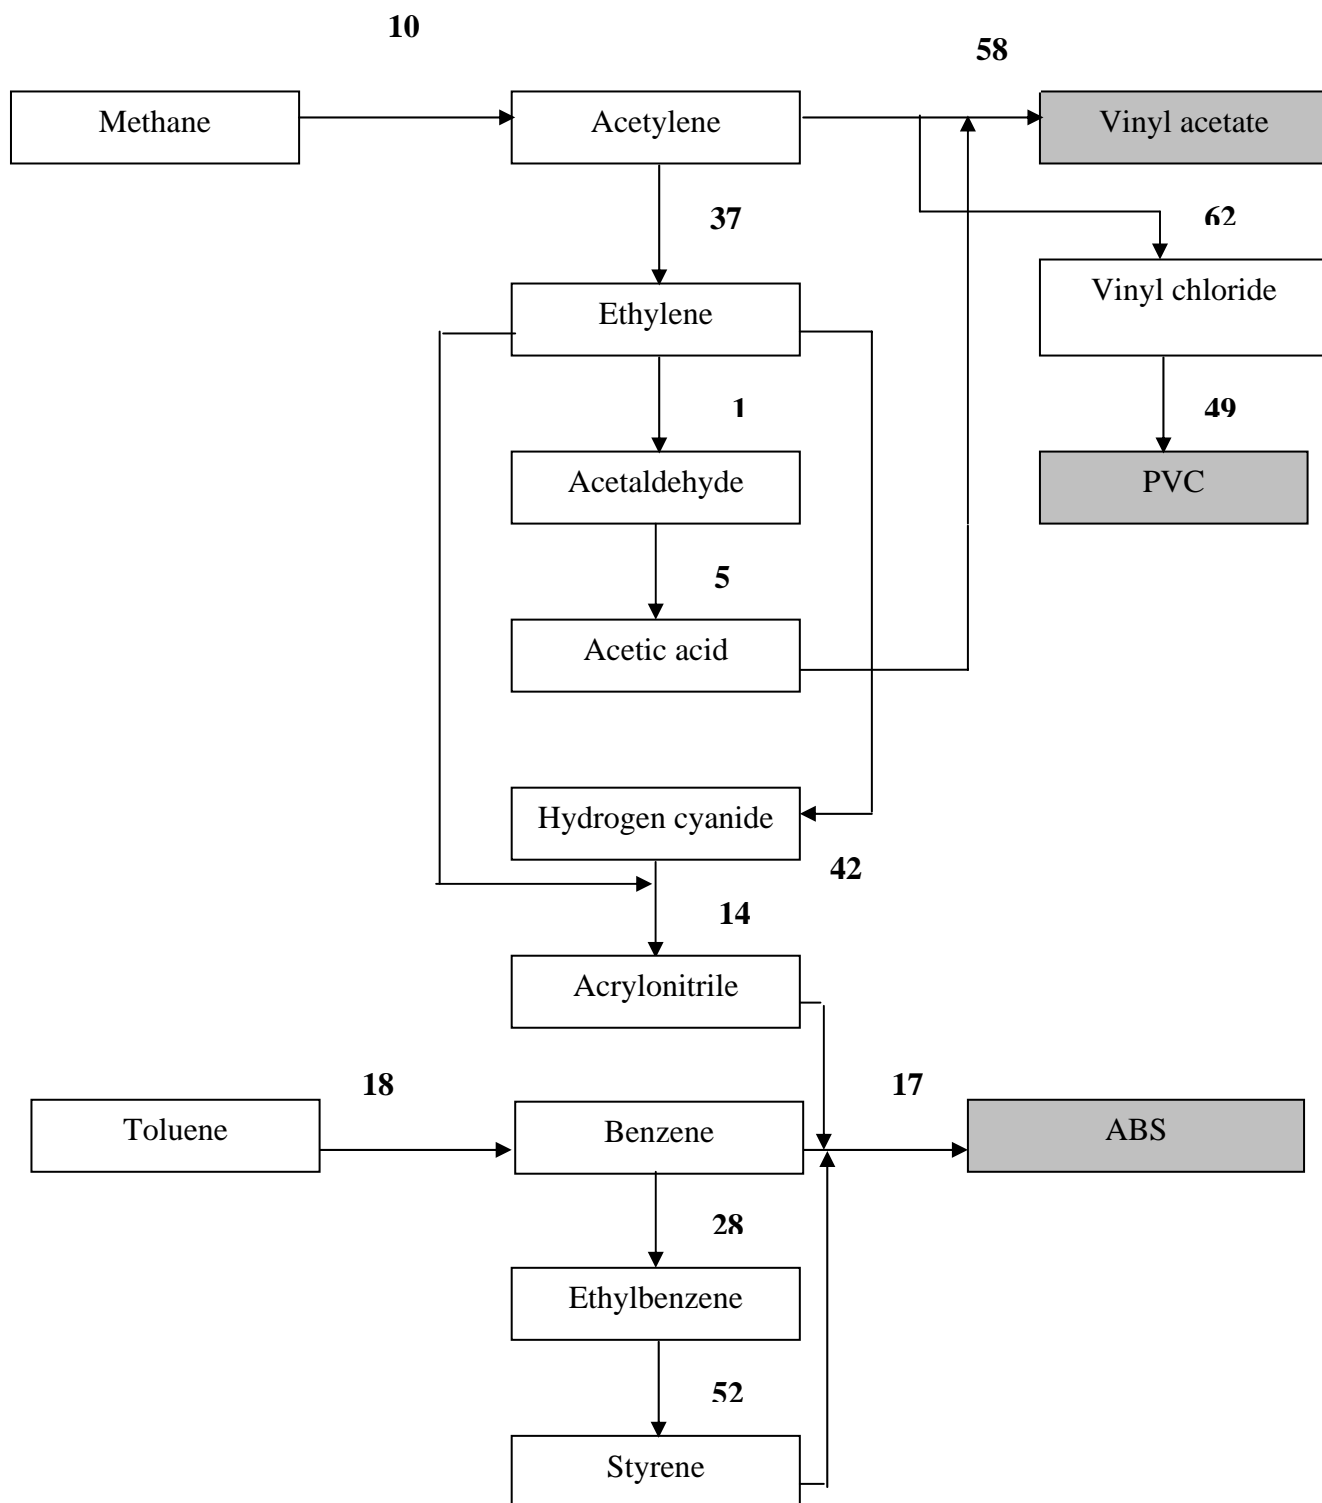 10
58
Methane
Acetylene
Vinyl acetate
37
62
Ethylene
Vinyl chloride
1
49
Acetaldehyde
PVC
5
Acetic acid
Hydrogen cyanide
42
14
Acrylonitrile
18
17
Toluene
Benzene
ABS
28
Ethylbenzene
52
Styrene